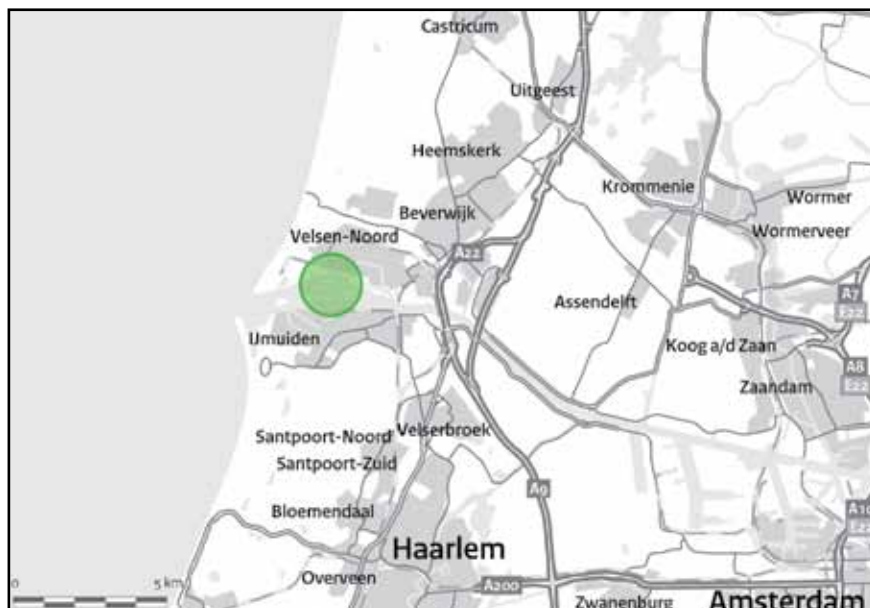 Castricum
Uitgeest
Heemskerk
Krommenie
Wormer
Beverwijk
Wormerveer
Velsen-Noord
A22
A7
E22
Assendelft
IJmuiden
Koog a/d Zaan
A8
E22
Zaandam
Velserbroek
Santpoort-Noord
Santpoort-Zuid
A9
A10
E22
Bloemendaal
Haarlem
Overveen
0 5 km
A200
Zwanenburg
Amsterdam